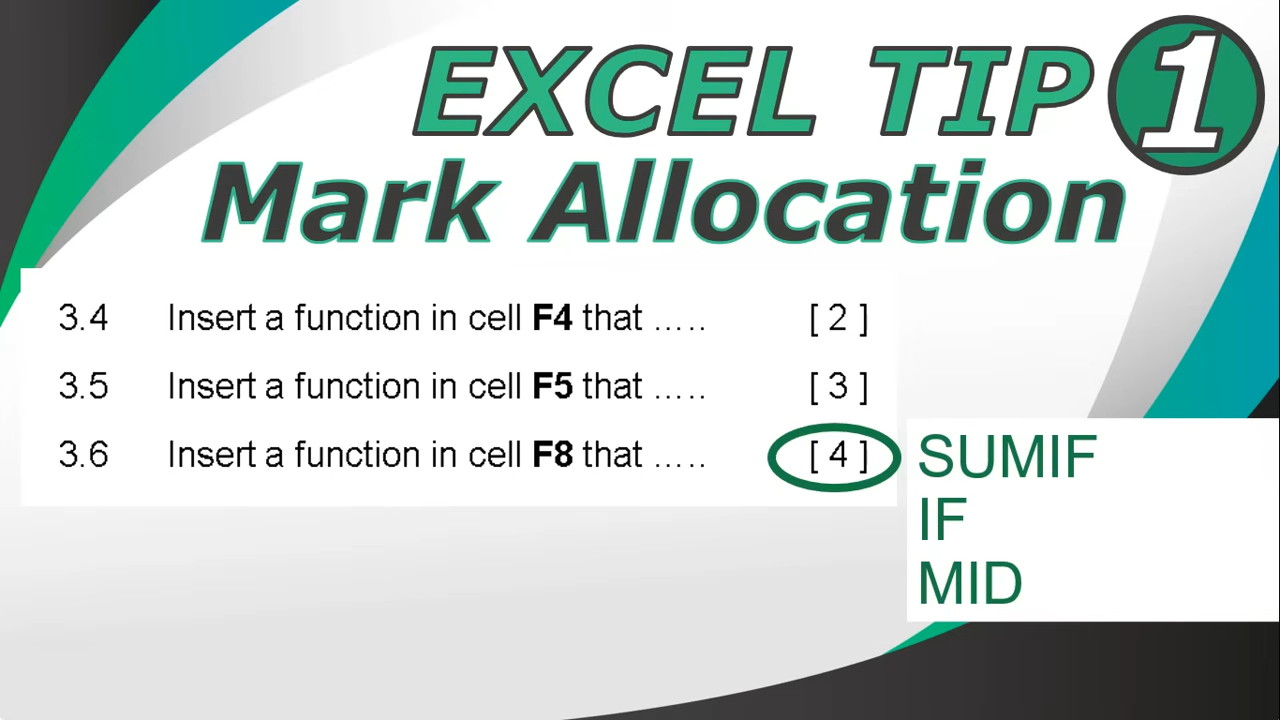 EXCEL TIP 1
Mark Allocation
3.4 Insert a function in cell F4 that ..... [ 2 ]
3.5 Insert a function in cell F5 that ..... [ 3 ]
3.6 Insert a function in cell F8 that ..... [ 4 ]
SUMIF
IF
MID